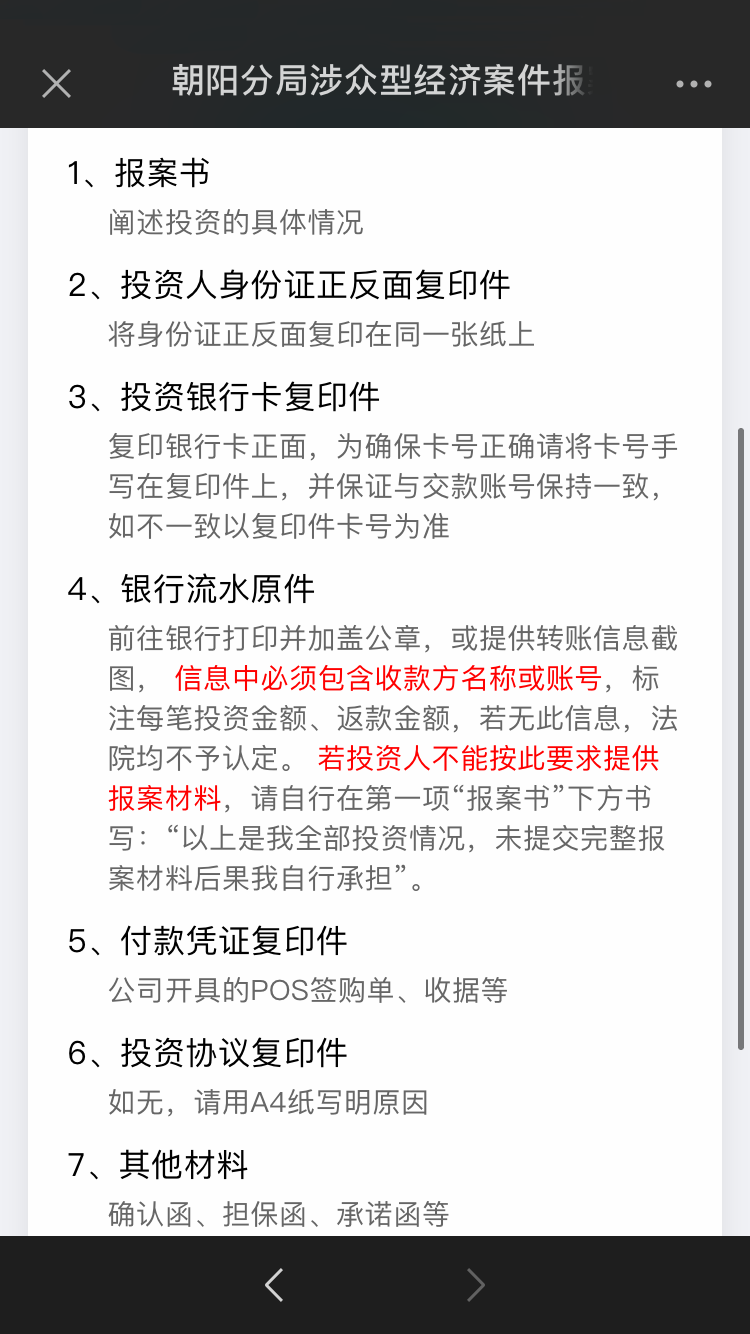 朝阳分局涉众型经济案件报案
1、报案书
阐述投资的具体情况
2、投资人身份证正反面复印件
将身份证正反面复印在同一张纸上
3、投资银行卡复印件
复印银行卡正面，为确保卡号正确请将卡号手
写在复印件上，并保证与交款账号保持一致，
如不一致以复印件卡号为准
4、银行流水原件
前往银行打印并加盖公章，或提供转账信息截
图，信息中必须包含收款方名称或账号，标
注每笔投资金额、返款金额，若无此信息，法
院均不予认定。若投资人不能按此要求提供
报案材料，请自行在第一项“报案书”下方书
写：“以上是我全部投资情况，未提交完整报
案材料后果我自行承担”。
5、付款凭证复印件
公司开具的POS签购单、收据等
6、投资协议复印件
如无，请用A4纸写明原因
7、其他材料
确认函、担保函、承诺函等